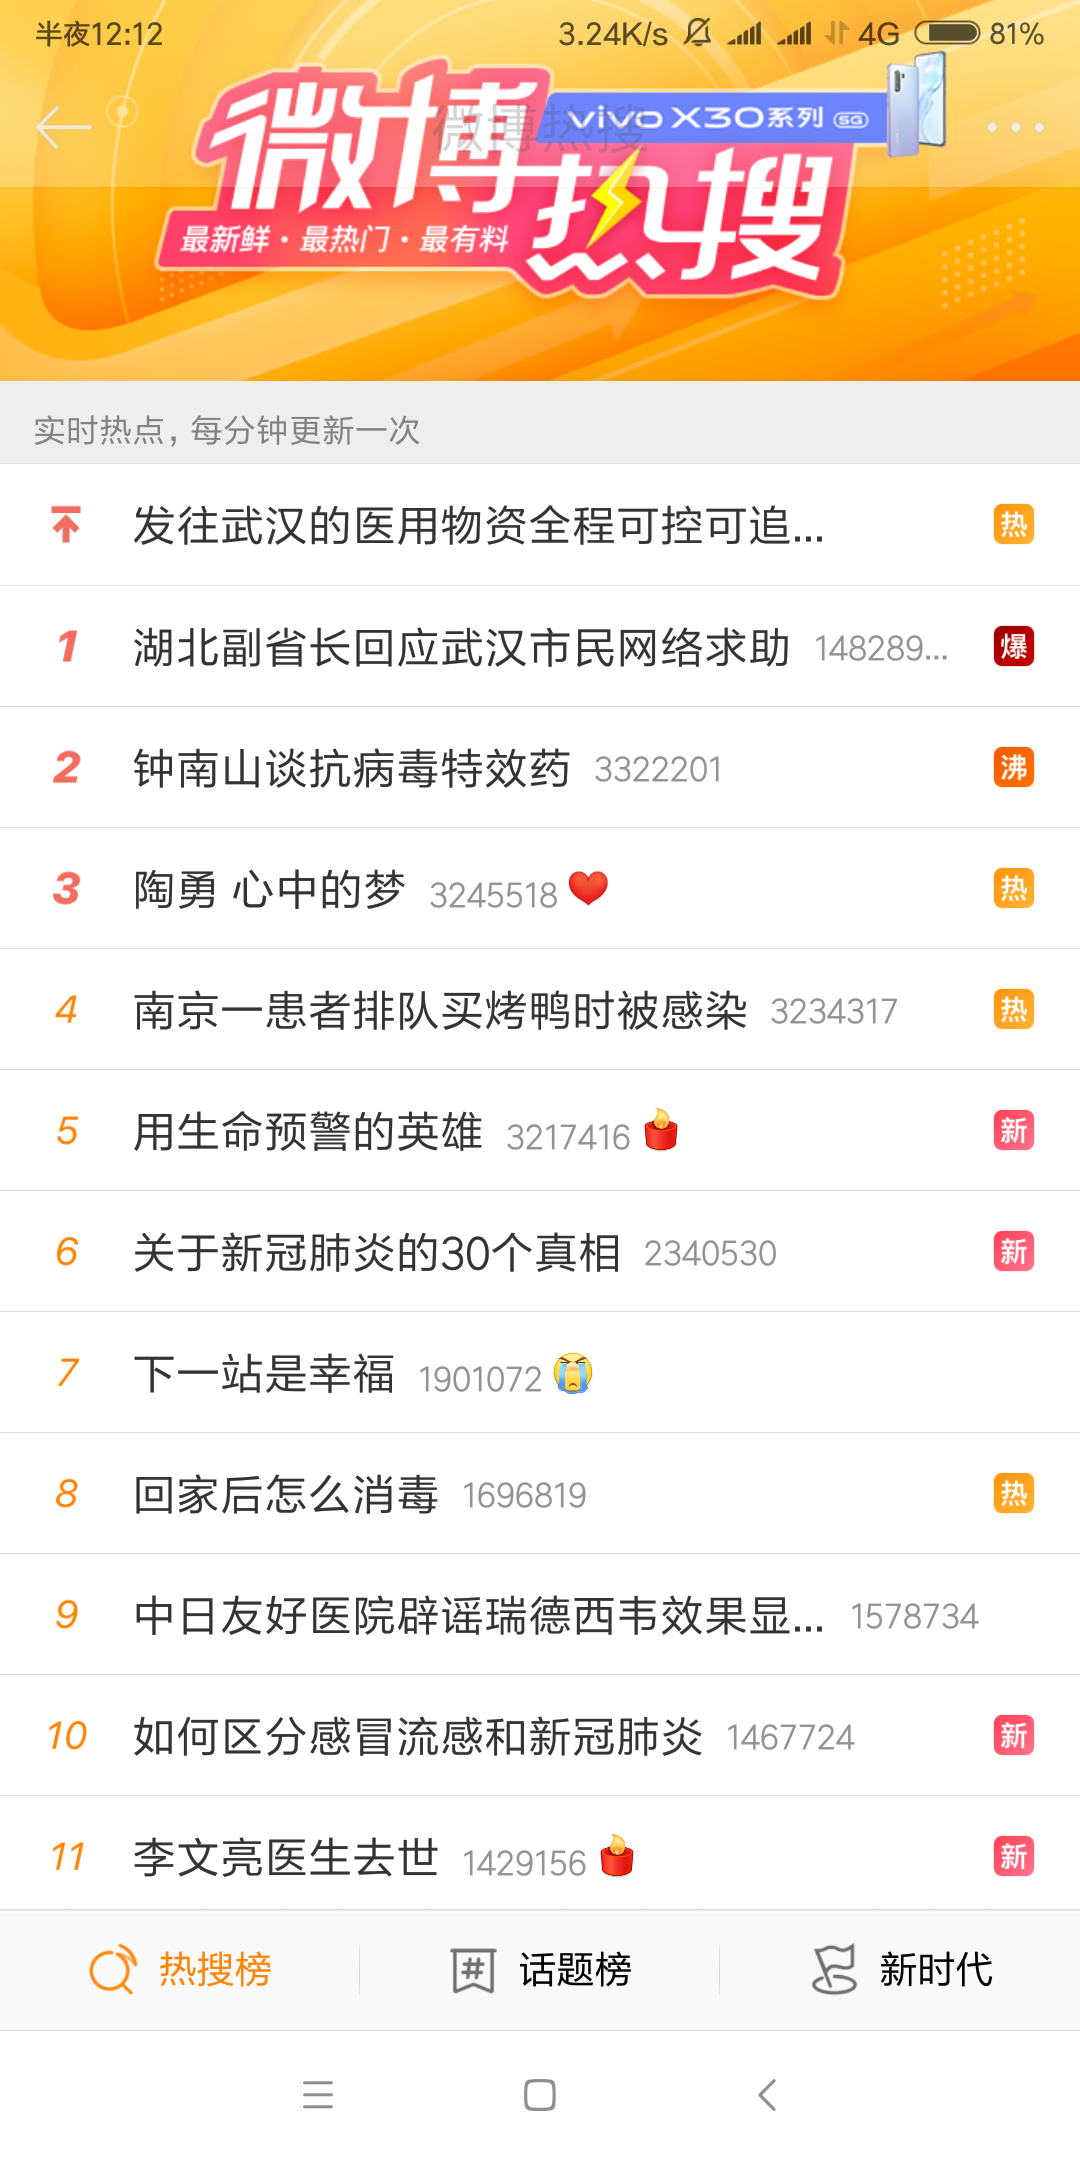 半夜12:12 3.24K/s 4G 81%
微博热搜
vivo X30系列 5G
微博热搜
最新鲜·最热门·最有料
实时热点，每分钟更新一次
发往武汉的医用物资全程可控可追... 热
1 湖北副省长回应武汉市民网络求助 148289... 爆
2 钟南山谈抗病毒特效药 3322201 沸
3 陶勇 心中的梦 3245518 热
4 南京一患者排队买烤鸭时被感染 3234317 热
5 用生命预警的英雄 3217416 新
6 关于新冠肺炎的30个真相 2340530 新
7 下一站是幸福 1901072
8 回家后怎么消毒 1696819 热
9 中日友好医院辟谣瑞德西韦效果显... 1578734
10 如何区分感冒流感和新冠肺炎 1467724 新
11 李文亮医生去世 1429156 新
热搜榜 # 话题榜 新时代